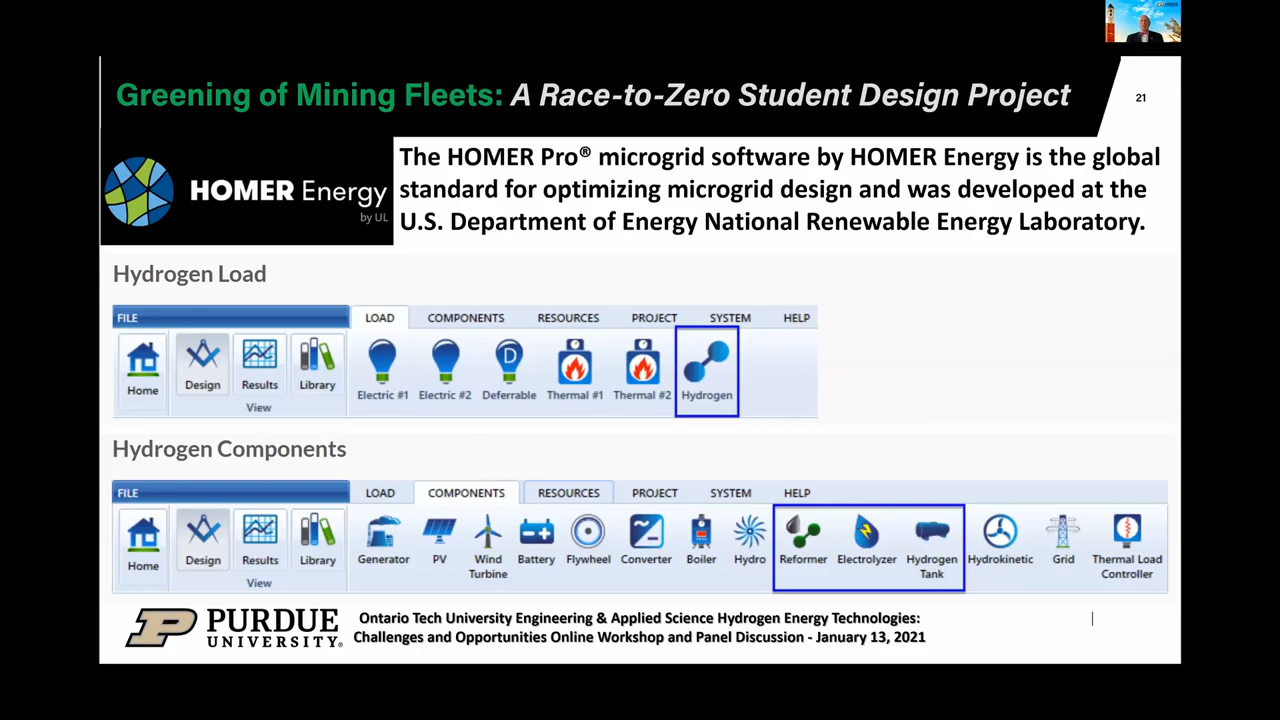 Greening of Mining Fleets: A Race-to-Zero Student Design Project
21
HOMER Energy
by UL
The HOMER Pro® microgrid software by HOMER Energy is the global
standard for optimizing microgrid design and was developed at the
U.S. Department of Energy National Renewable Energy Laboratory.
Hydrogen Load
FILE LOAD COMPONENTS RESOURCES PROJECT SYSTEM HELP
Home Design Results Library Electric #1 Electric #2 Deferrable Thermal #1 Thermal #2 Hydrogen
D
View
Hydrogen Components
FILE LOAD COMPONENTS RESOURCES PROJECT SYSTEM HELP
Home Design Results Library Generator PV Wind Battery Flywheel Converter Boiler Hydro Reformer Electrolyzer Hydrogen Hydrokinetic Grid Thermal Load
Turbine Tank Controller
View
PURDUE
UNIVERSITY®
Ontario Tech University Engineering & Applied Science Hydrogen Energy Technologies:
Challenges and Opportunities Online Workshop and Panel Discussion - January 13, 2021